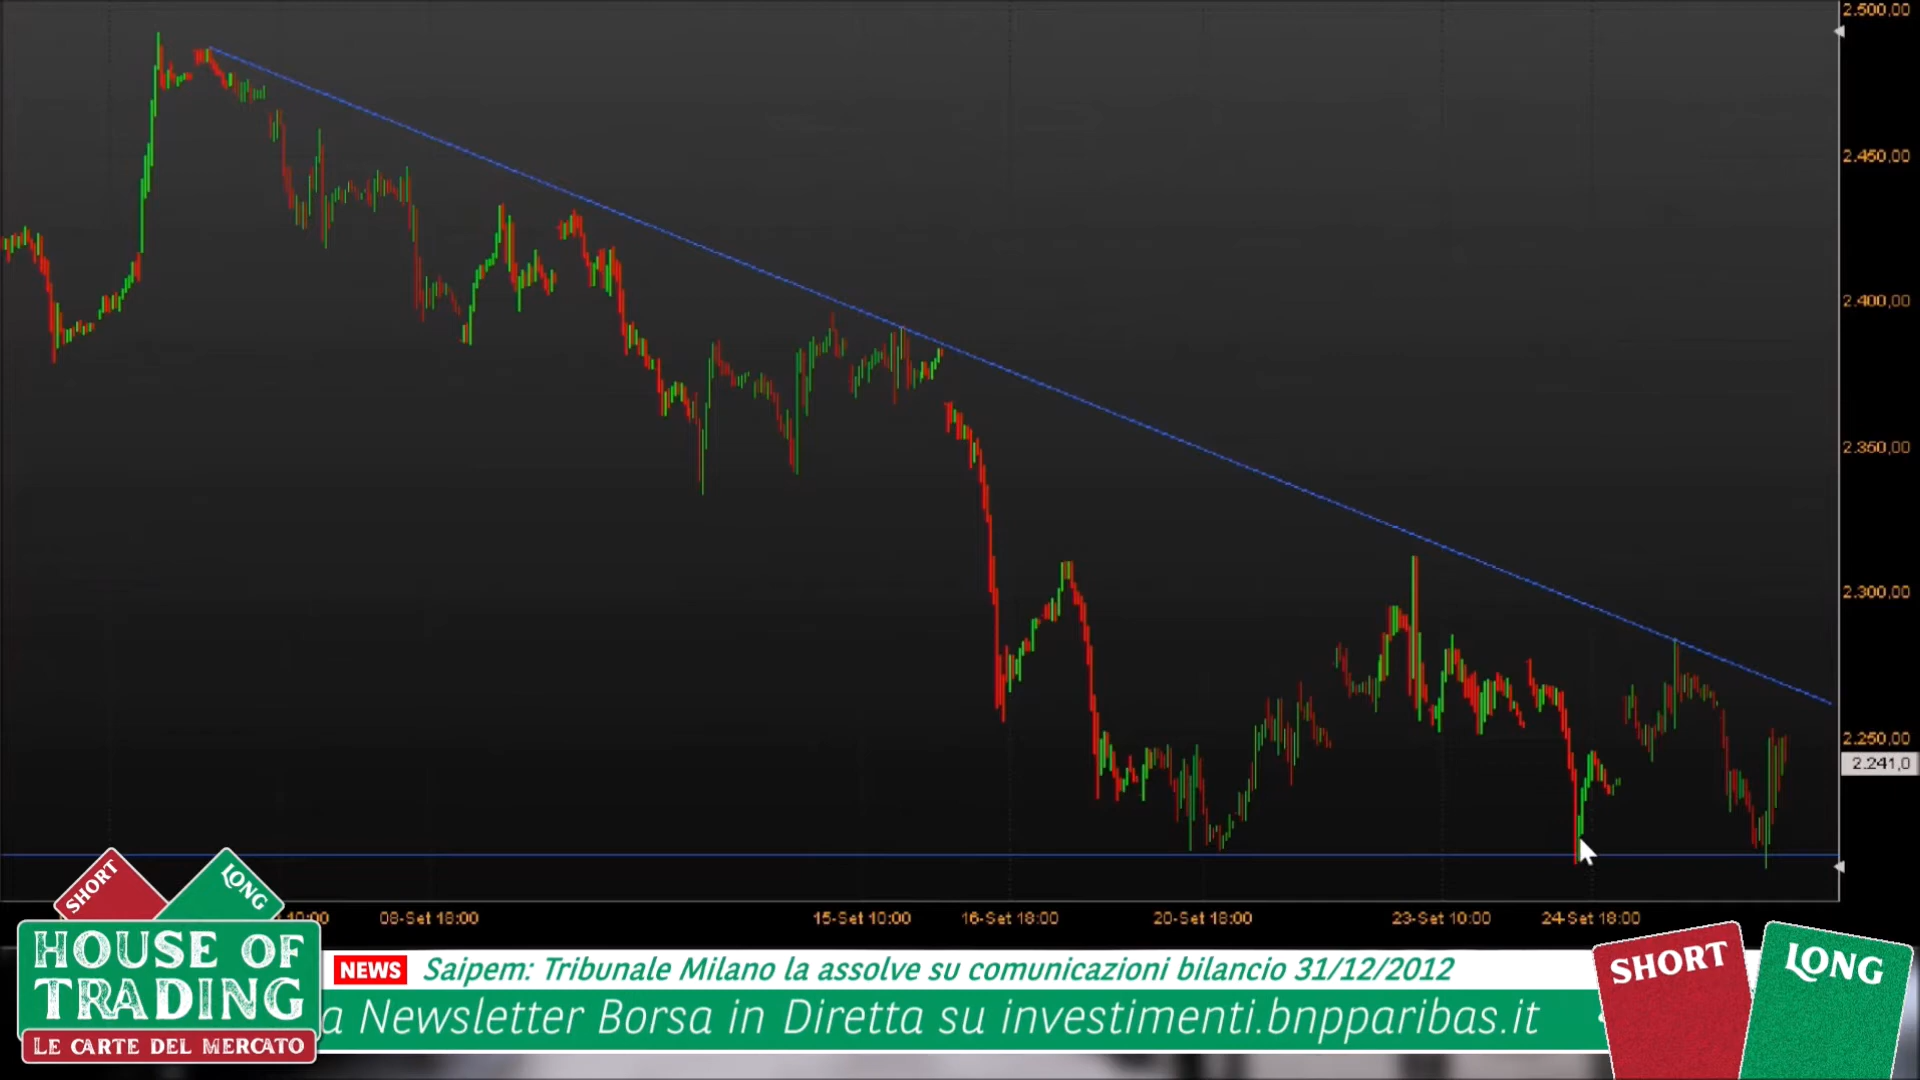 2.500,00
2.450,00
2.400,00
2.350,00
2.300,00
2.250,00
2.241,0
10:00
08-Set 18:00
15-Set 10:00
16-Set 18:00
20-Set 18:00
23-Set 10:00
24-Set 18:00
SHORT
LONG
HOUSE OF
TRADING
LE CARTE DEL MERCATO
NEWS Saipem: Tribunale Milano la assolve su comunicazioni bilancio 31/12/2012
a Newsletter Borsa in Diretta su investimenti.bnpparibas.it
SHORT
LONG